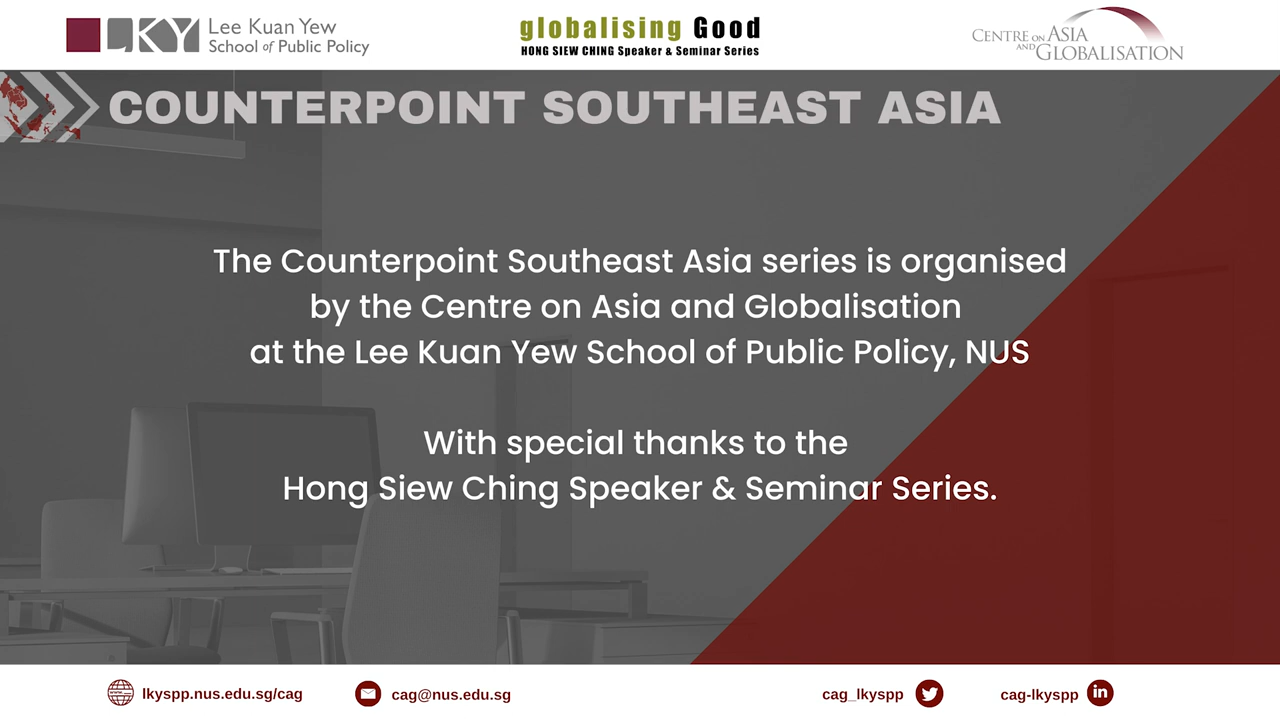 LKY Lee Kuan Yew
School of Public Policy
globalising Good
HONG SIEW CHING Speaker & Seminar Series
CENTRE ON ASIA
AND GLOBALISATION
COUNTERPOINT SOUTHEAST ASIA
The Counterpoint Southeast Asia series is organised
by the Centre on Asia and Globalisation
at the Lee Kuan Yew School of Public Policy, NUS
With special thanks to the
Hong Siew Ching Speaker & Seminar Series.
www.
lkyspp.nus.edu.sg/cag
cag@nus.edu.sg
cag_lkyspp
cag-lkyspp
in